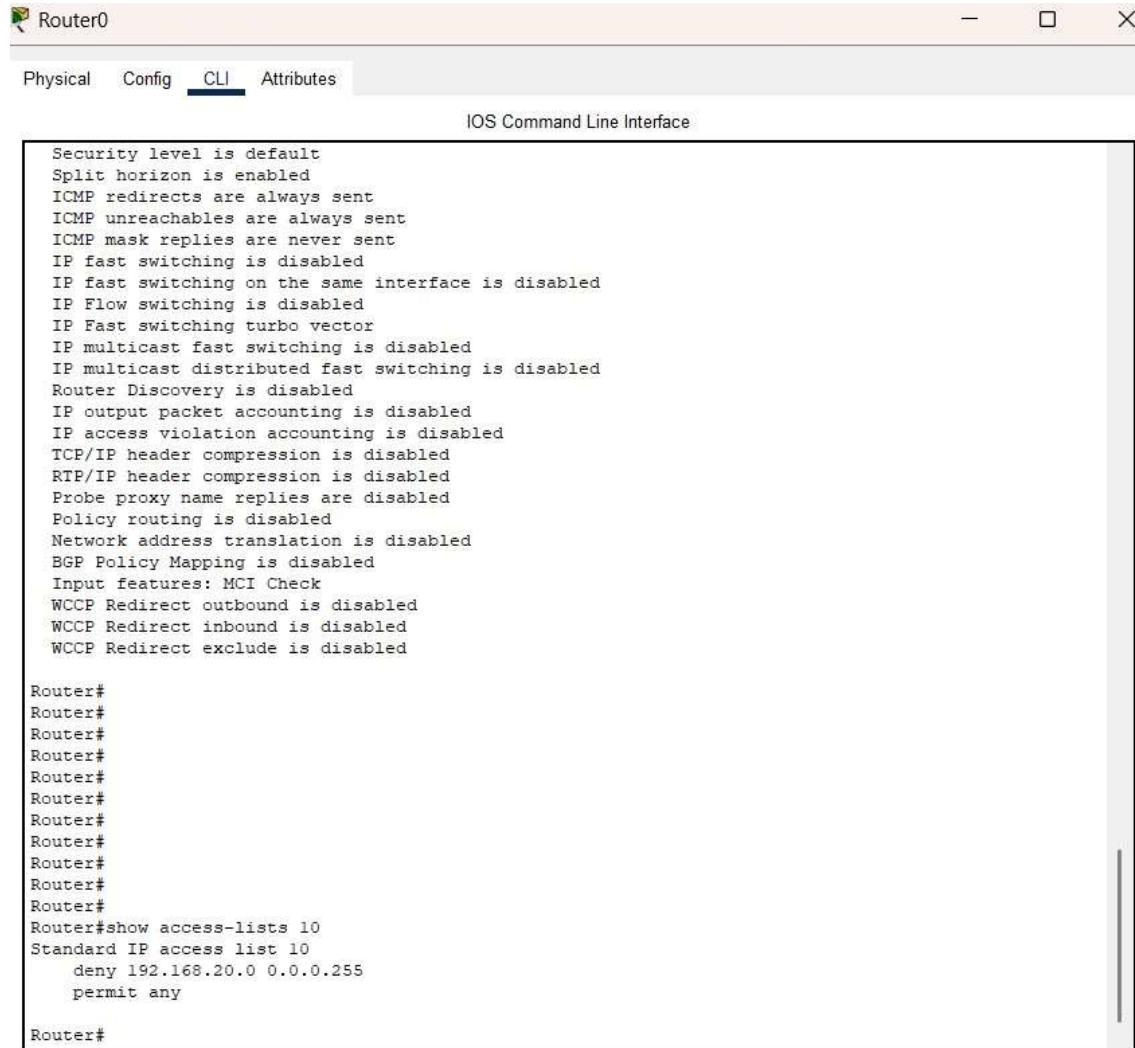 Router0
Physical Config CLI Attributes
IOS Command Line Interface
Security level is default
Split horizon is enabled
ICMP redirects are always sent
ICMP unreachables are always sent
ICMP mask replies are never sent
IP fast switching is disabled
IP fast switching on the same interface is disabled
IP Flow switching is disabled
IP Fast switching turbo vector
IP multicast fast switching is disabled
IP multicast distributed fast switching is disabled
Router Discovery is disabled
IP output packet accounting is disabled
IP access violation accounting is disabled
TCP/IP header compression is disabled
RTP/IP header compression is disabled
Probe proxy name replies are disabled
Policy routing is disabled
Network address translation is disabled
BGP Policy Mapping is disabled
Input features: MCI Check
WCCP Redirect outbound is disabled
WCCP Redirect inbound is disabled
WCCP Redirect exclude is disabled
Router#
Router#
Router#
Router#
Router#
Router#
Router#
Router#
Router#
Router#
Router#
Router#show access-lists 10
Standard IP access list 10
deny 192.168.20.0 0.0.0.255
permit any
Router#